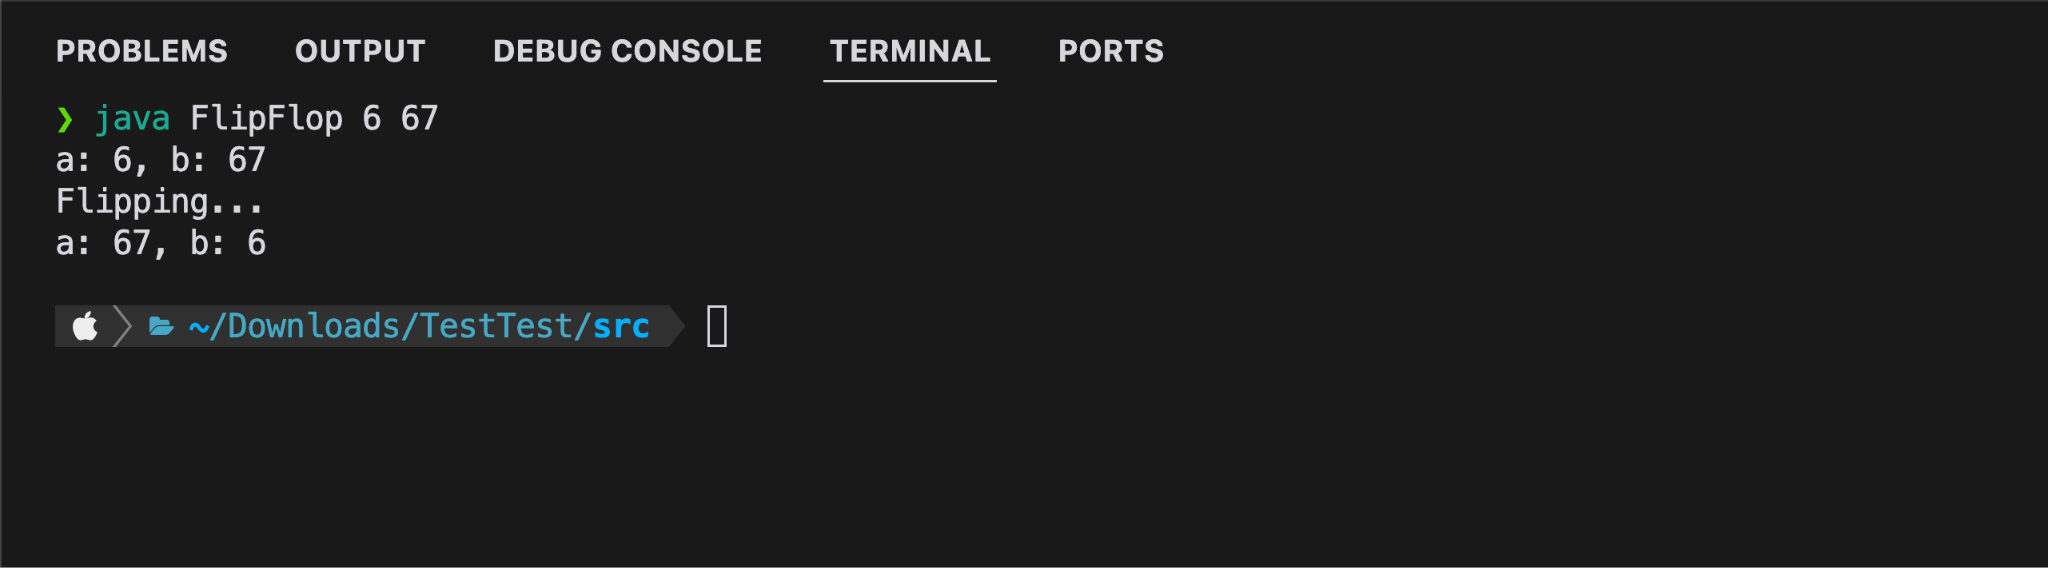 PROBLEMS OUTPUT DEBUG CONSOLE TERMINAL PORTS
❯ java FlipFlop 6 67
a: 6, b: 67
Flipping...
a: 67, b: 6
~/Downloads/TestTest/src